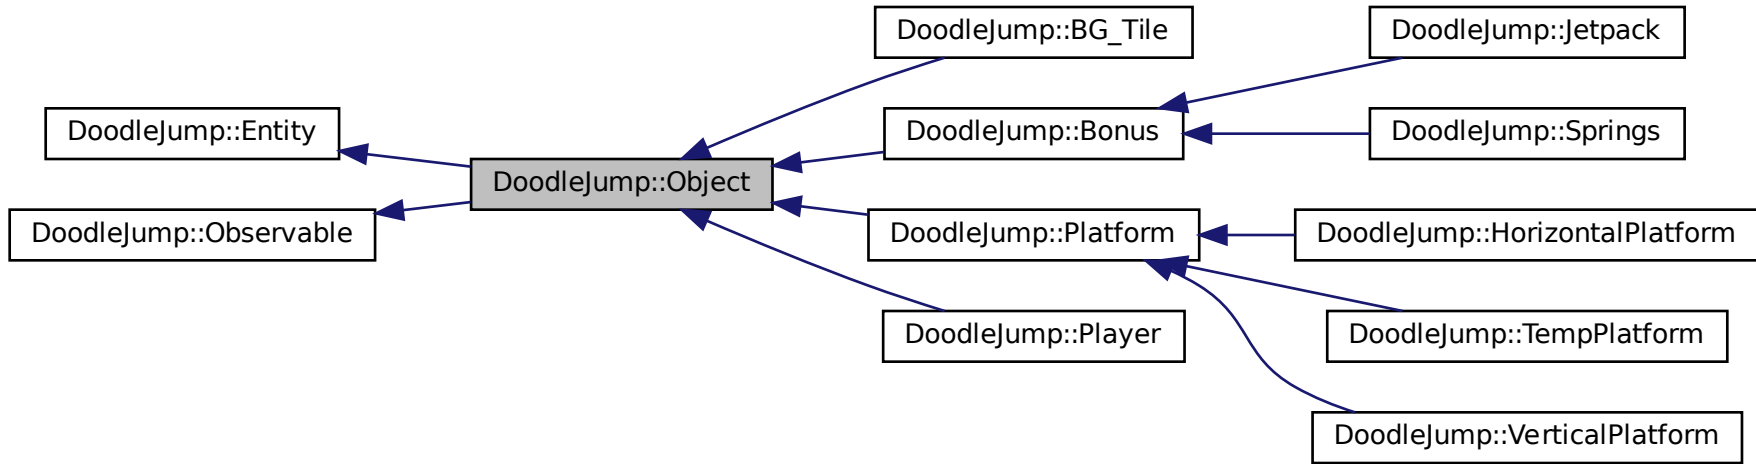 DoodleJump::Entity
DoodleJump::Observable
DoodleJump::Object
DoodleJump::BG_Tile
DoodleJump::Bonus
DoodleJump::Platform
DoodleJump::Player
DoodleJump::Jetpack
DoodleJump::Springs
DoodleJump::HorizontalPlatform
DoodleJump::TempPlatform
DoodleJump::VerticalPlatform